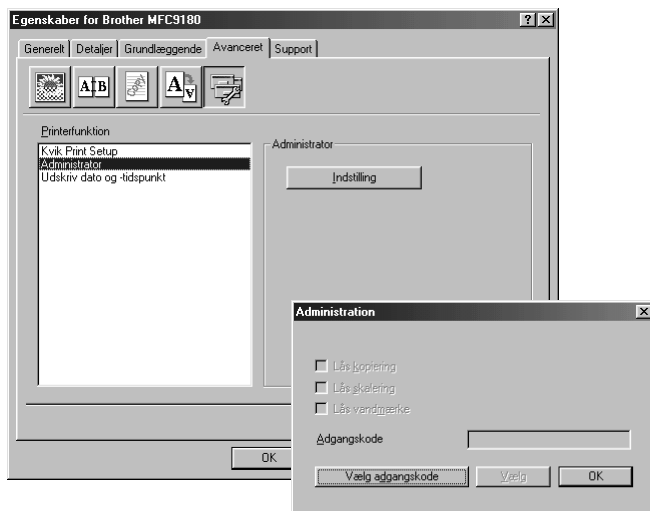 Egenskaber for Brother MFC9180
Generelt Detaljer Grundlæggende Avanceret Support
A B COPY A A
Printerfunktion
Kvik Print Setup
Administrator
Udskriv dato og -tidspunkt
Administrator
Indstilling
OK
Administration
Lås kopiering
Lås skalering
Lås vandmærke
Adgangskode
Vælg adgangskode Vælg OK